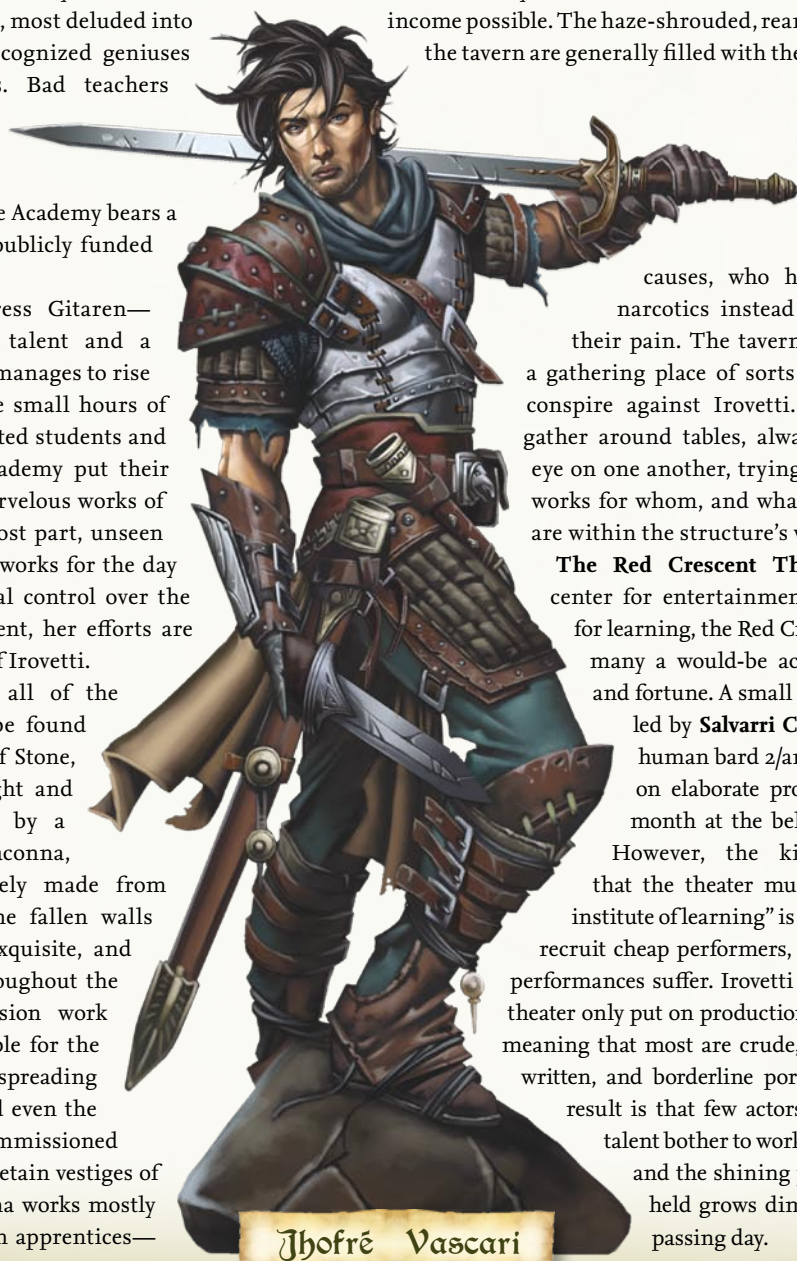 , most deluded into
cognized geniuses
s. Bad teachers
e Academy bears a
publicly funded
ress Gitaren—
talent and a
manages to rise
e small hours of
ted students and
ademy put their
rvelous works of
ost part, unseen
works for the day
al control over the
ent, her efforts are
f Irovetti.
all of the
be found
f Stone,
ght and
by a
aconna,
ely made from
he fallen walls
xquisite, and
oughout the
sion work
ble for the
spreading
d even the
mmissioned
etain vestiges of
na works mostly
n apprentices—
income possible. The haze-shrouded, rear
the tavern are generally filled with the
causes, who h
narcotics instead
their pain. The tavern
a gathering place of sorts
conspire against Irovetti.
gather around tables, alwa
eye on one another, trying
works for whom, and wha
are within the structure's v
The Red Crescent Th
center for entertainmen
for learning, the Red Cr
many a would-be ac
and fortune. A small
led by Salvarri C
human bard 2/ar
on elaborate pro
month at the bel
However, the ki
that the theater mu
institute of learning" is
recruit cheap performers,
performances suffer. Irovetti
theater only put on production
meaning that most are crude,
written, and borderline por
result is that few actors
talent bother to work
and the shining
held grows dim
passing day.
Jhofré Vascari